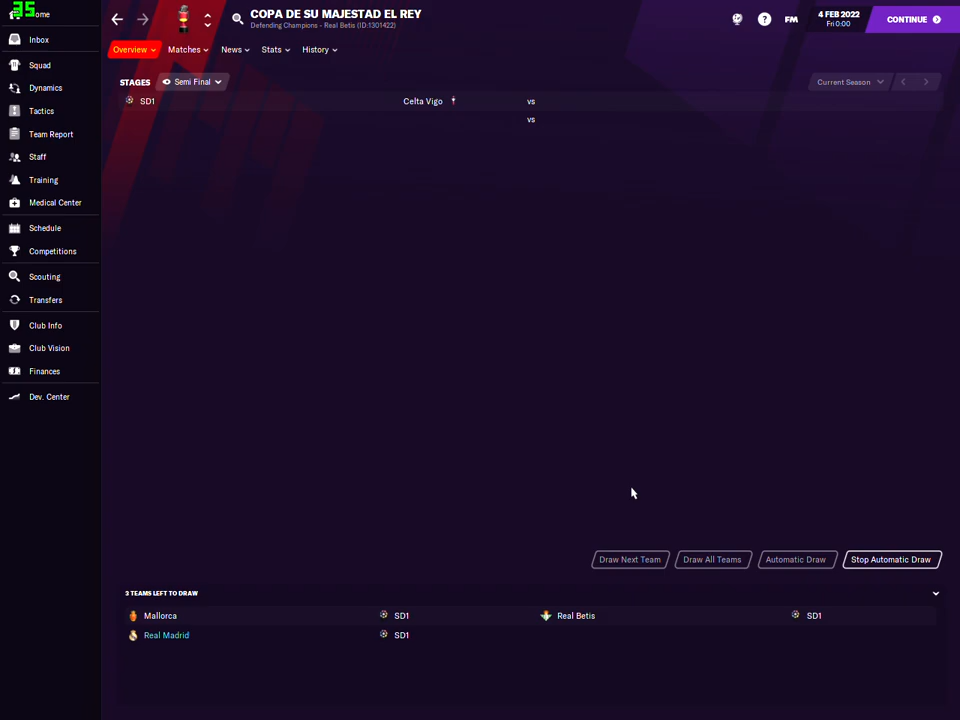 35
ome
COPA DE SU MAJESTAD EL REY
Defending Champions - Real Betis (ID:1301422)
? FM
4 FEB 2022
Fri 0:00
CONTINUE
Overview
Matches
News
Stats
History
STAGES
Semi Final
Current Season
SD1
Celta Vigo
vs
vs
Inbox
Squad
Dynamics
Tactics
Team Report
Staff
Training
Medical Center
Schedule
Competitions
Scouting
Transfers
Club Info
Club Vision
Finances
Dev. Center
Draw Next Team
Draw All Teams
Automatic Draw
Stop Automatic Draw
3 TEAMS LEFT TO DRAW
Mallorca SD1 Real Betis SD1
Real Madrid SD1